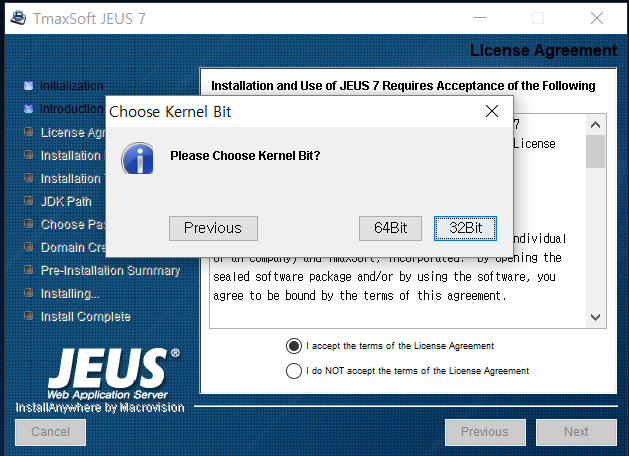 TmaxSoft JEUS 7
License Agreement
Initialization
Introduction
License Agr
Installation
Installation
JDK Path
Choose Pa
Domain Cre
Pre-Installation Summary
Installing...
Install Complete
JEUS®
Web Application Server
InstallAnywhere by Macrovision
Installation and Use of JEUS 7 Requires Acceptance of the Following
7
License
individual
or an company) and TmaxSoft, Incorporated. By opening the
sealed software package and/or by using the software, you
agree to be bound by the terms of this agreement.
Choose Kernel Bit
Please Choose Kernel Bit?
Previous
64Bit
32Bit
I accept the terms of the License Agreement
I do NOT accept the terms of the License Agreement
Cancel
Previous
Next